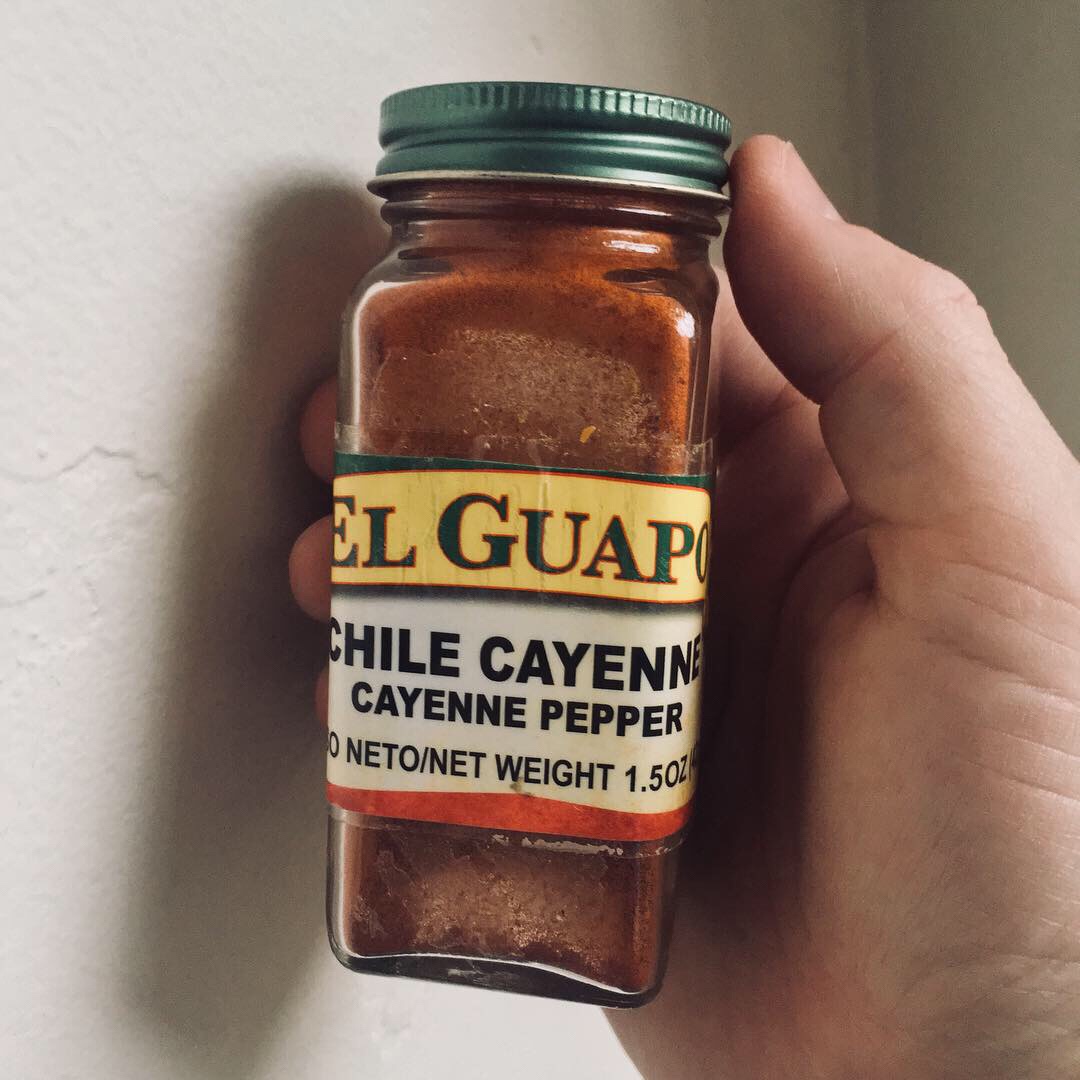 EL GUAPO
CHILE CAYENNE
CAYENNE PEPPER
NETO/NET WEIGHT 1.5OZ